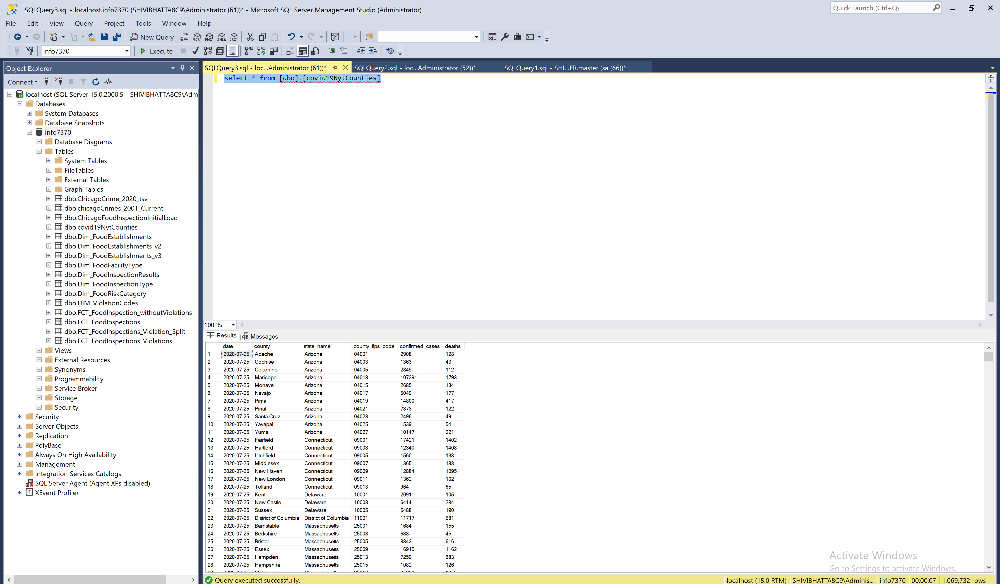 SQLQuery3.sql - localhost.info7370 (SHIVIBHATTA8C9\Administrator (61))* - Microsoft SQL Server Management Studio (Administrator)
Quick Launch (Ctrl+Q)
File Edit View Query Project Tools Window Help
New Query MDX DMX XMLA DAX
info7370 Execute
Object Explorer
SQLQuery3.sql - loc...Administrator (61))* SQLQuery2.sql - loc...Administrator (52))* SQLQuery1.sql - SHI...ER.master (sa (66))*
Connect
select * from [dbo].[covid19NytCounties]
localhost (SQL Server 15.0.2000.5 - SHIVIBHATTA8C9\Adm
Databases
System Databases
Database Snapshots
info7370
Database Diagrams
Tables
System Tables
FileTables
External Tables
Graph Tables
dbo.ChicagoCrime_2020_tsv
dbo.chicagoCrimes_2001_Current
dbo.ChicagoFoodInspectionInitialLoad
dbo.covid19NytCounties
dbo.Dim_FoodEstablishments
dbo.Dim_FoodEstablishments_v2
dbo.Dim_FoodEstablishments_v3
dbo.Dim_FoodFacilityType
dbo.Dim_FoodInspectionResults
dbo.Dim_FoodInspectionType
dbo.Dim_FoodRiskCategory
dbo.DIM_ViolationCodes
dbo.FCT_FoodInspection_withoutViolations
dbo.FCT_FoodInspections
dbo.FCT_FoodInspections_Violation_Split
dbo.FCT_FoodInspections_Violations
Views
External Resources
Synonyms
Programmability
Service Broker
Storage
Security
Security
Server Objects
Replication
PolyBase
Always On High Availability
Management
Integration Services Catalogs
SQL Server Agent (Agent XPs disabled)
XEvent Profiler
100 %
Results Messages
date county state_name county_fips_code confirmed_cases deaths
1 2020-07-25 Apache Arizona 04001 2908 128
2 2020-07-25 Cochise Arizona 04003 1363 43
3 2020-07-25 Coconino Arizona 04005 2849 112
4 2020-07-25 Maricopa Arizona 04013 107291 1793
5 2020-07-25 Mohave Arizona 04015 2685 134
6 2020-07-25 Navajo Arizona 04017 5049 177
7 2020-07-25 Pima Arizona 04019 14800 417
8 2020-07-25 Pinal Arizona 04021 7378 122
9 2020-07-25 Santa Cruz Arizona 04023 2496 49
10 2020-07-25 Yavapai Arizona 04025 1539 54
11 2020-07-25 Yuma Arizona 04027 10147 221
12 2020-07-25 Fairfield Connecticut 09001 17421 1402
13 2020-07-25 Hartford Connecticut 09003 12340 1408
14 2020-07-25 Litchfield Connecticut 09005 1560 138
15 2020-07-25 Middlesex Connecticut 09007 1365 188
16 2020-07-25 New Haven Connecticut 09009 12884 1095
17 2020-07-25 New London Connecticut 09011 1362 102
18 2020-07-25 Tolland Connecticut 09013 964 65
19 2020-07-25 Kent Delaware 10001 2091 105
20 2020-07-25 New Castle Delaware 10003 6414 284
21 2020-07-25 Sussex Delaware 10005 5488 190
22 2020-07-25 District of Columbia District of Columbia 11001 11717 581
23 2020-07-25 Barnstable Massachusetts 25001 1684 155
24 2020-07-25 Berkshire Massachusetts 25003 638 45
25 2020-07-25 Bristol Massachusetts 25005 8843 616
26 2020-07-25 Essex Massachusetts 25009 16915 1162
27 2020-07-25 Hampden Massachusetts 25013 7259 683
28 2020-07-25 Hampshire Massachusetts 25015 1082 126
Activate Windows
Go to Settings to activate Windows.
Query executed successfully. localhost (15.0 RTM) SHIVIBHATTA8C9\Adminis... info7370 00:00:07 1,069,732 rows